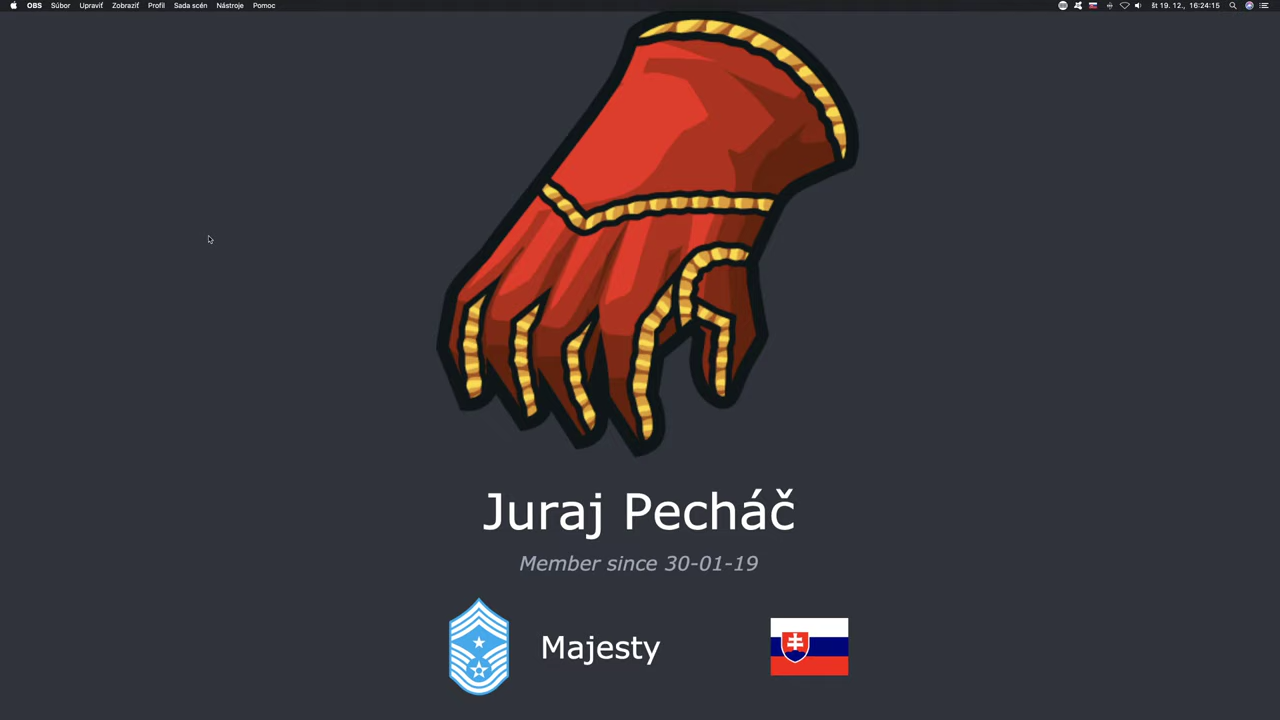 OBS Súbor Upraviť Zobraziť Profil Sada scén Nástroje Pomoc št 19. 12., 16:24:15
Juraj Pecháč
Member since 30-01-19
Majesty